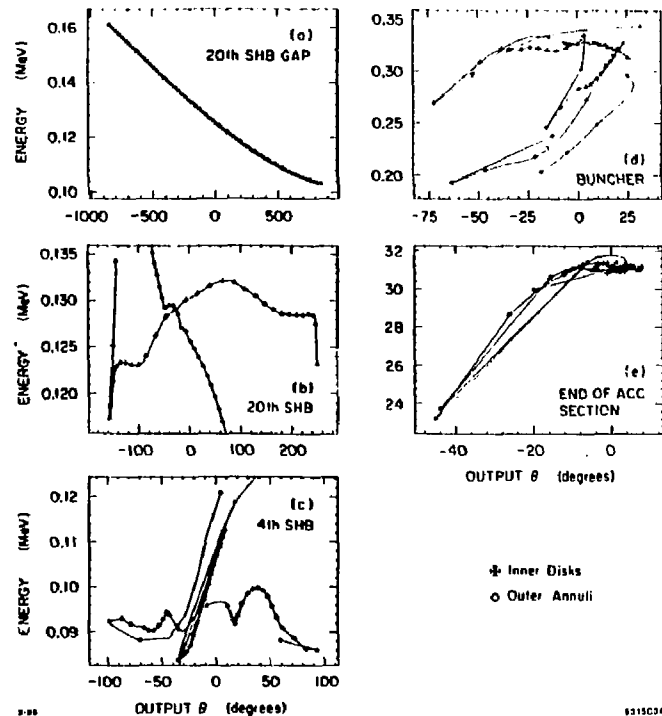 ENERGY (MeV)
0.16
0.14
0.12
0.10
(a)
20th SHB GAP
-1000
-500
0
500
0.35
0.30
0.25
0.20
(d)
BUNCHER
-75
-50
-25
0
25
ENERGY (MeV)
0.135
0.130
0.125
0.120
(b)
20th SHB
-100
0
100
200
32
30
28
26
24
(e)
END OF ACC
SECTION
-40
-20
0
OUTPUT θ (degrees)
ENERGY (MeV)
0.12
0.11
0.10
0.09
(c)
4th SHB
-100
-50
0
50
100
OUTPUT θ (degrees)
Inner Disks
Outer Annuli